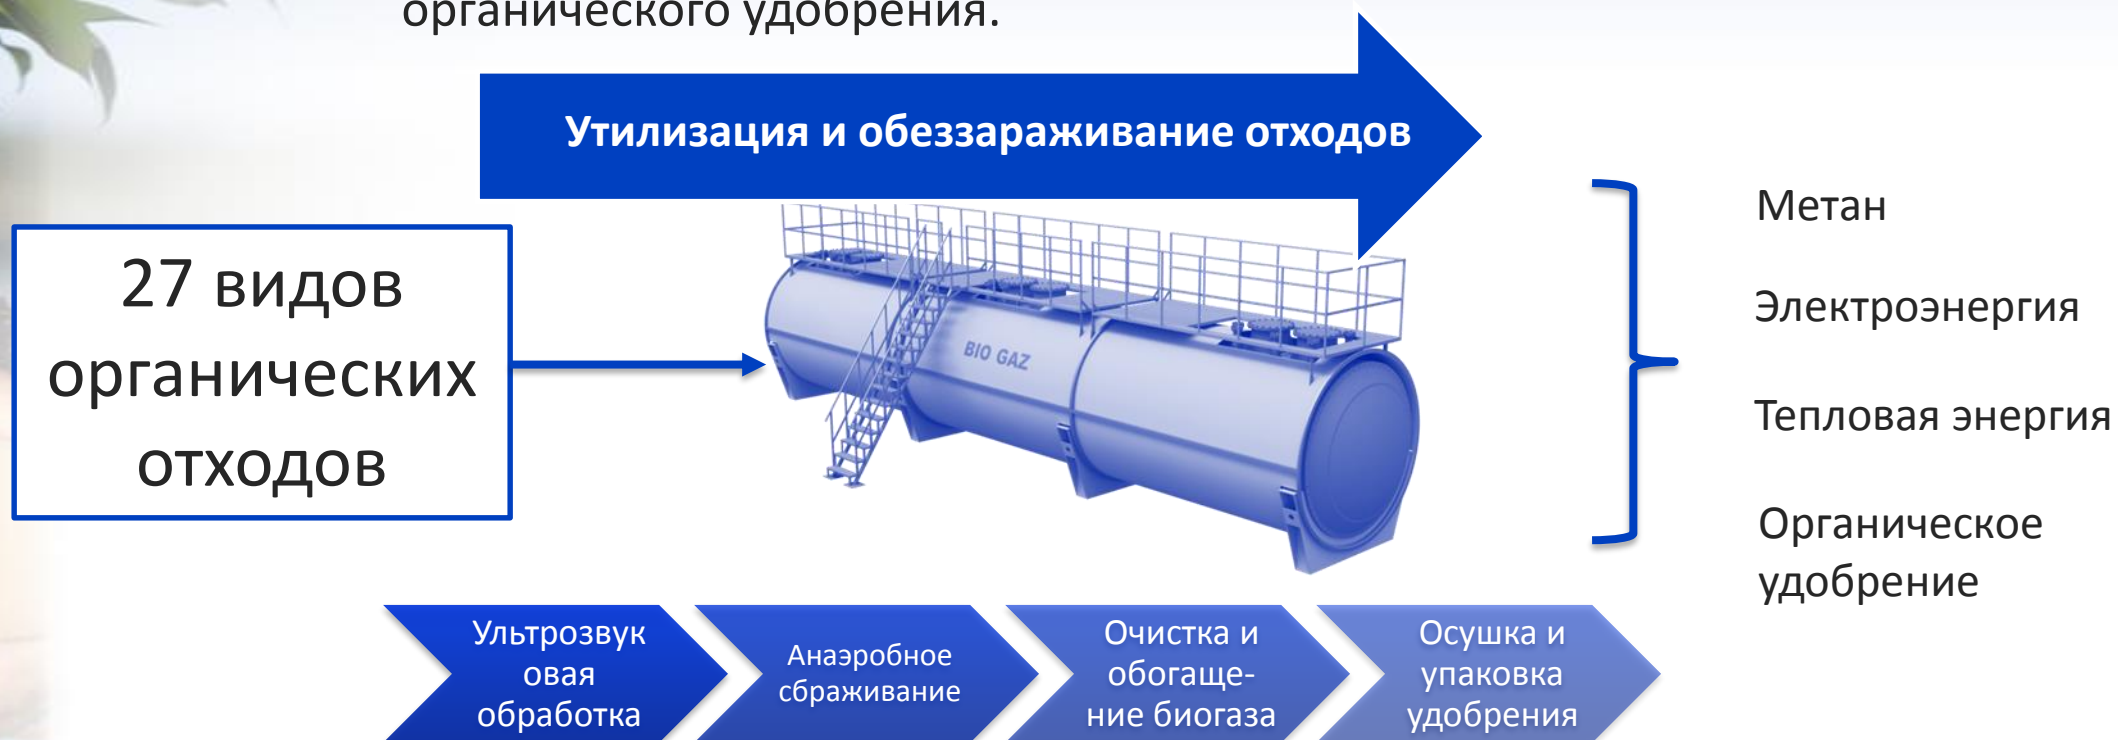 органического удобрения.
Утилизация и обеззараживание отходов
27 видов
органических
отходов
BIO GAZ
Метан
Электроэнергия
Тепловая энергия
Органическое
удобрение
Ультрозвук
овая
обработка
Анаэробное
сбраживание
Очистка и
обогаще-
ние биогаза
Осушка и
упаковка
удобрения